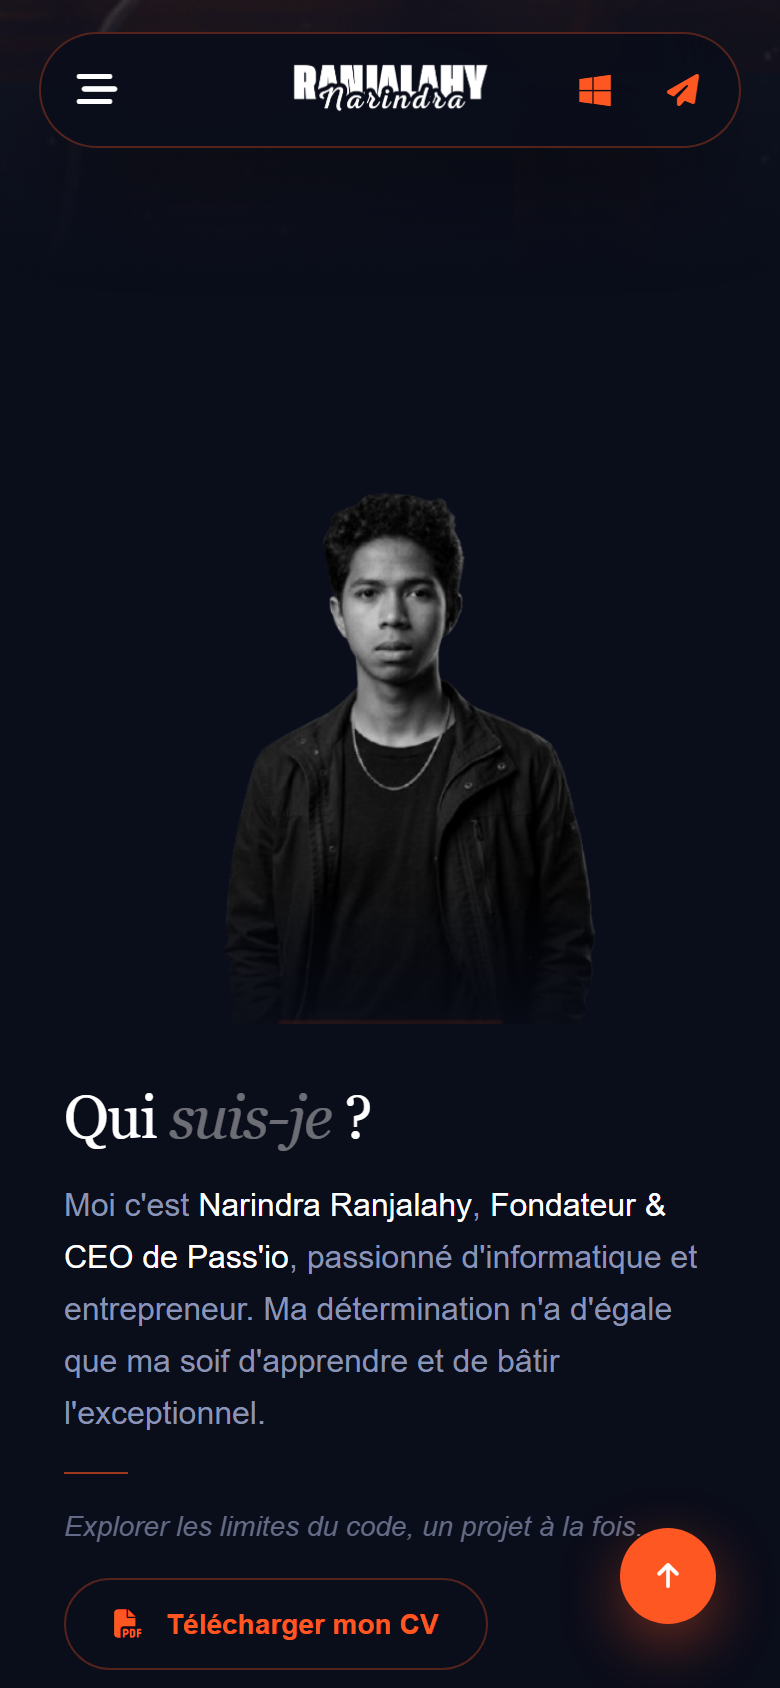 RANJALAHY
Narindra
Qui suis-je ?
Moi c'est Narindra Ranjalahy, Fondateur &
CEO de Pass'io, passionné d'informatique et
entrepreneur. Ma détermination n'a d'égale
que ma soif d'apprendre et de bâtir
l'exceptionnel.
Explorer les limites du code, un projet à la fois.
PDF
Télécharger mon CV